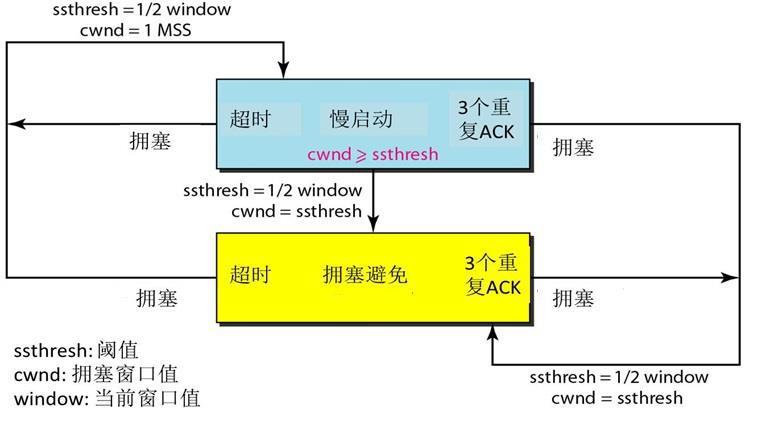 ssthresh = 1/2 window
cwnd = 1 MSS
超时
慢启动
3个重
复ACK
cwnd ⩾ ssthresh
拥塞
拥塞
ssthresh = 1/2 window
cwnd = ssthresh
超时
拥塞避免
3个重
复ACK
拥塞
拥塞
ssthresh: 阈值
cwnd: 拥塞窗口值
window: 当前窗口值
ssthresh = 1/2 window
cwnd = ssthresh